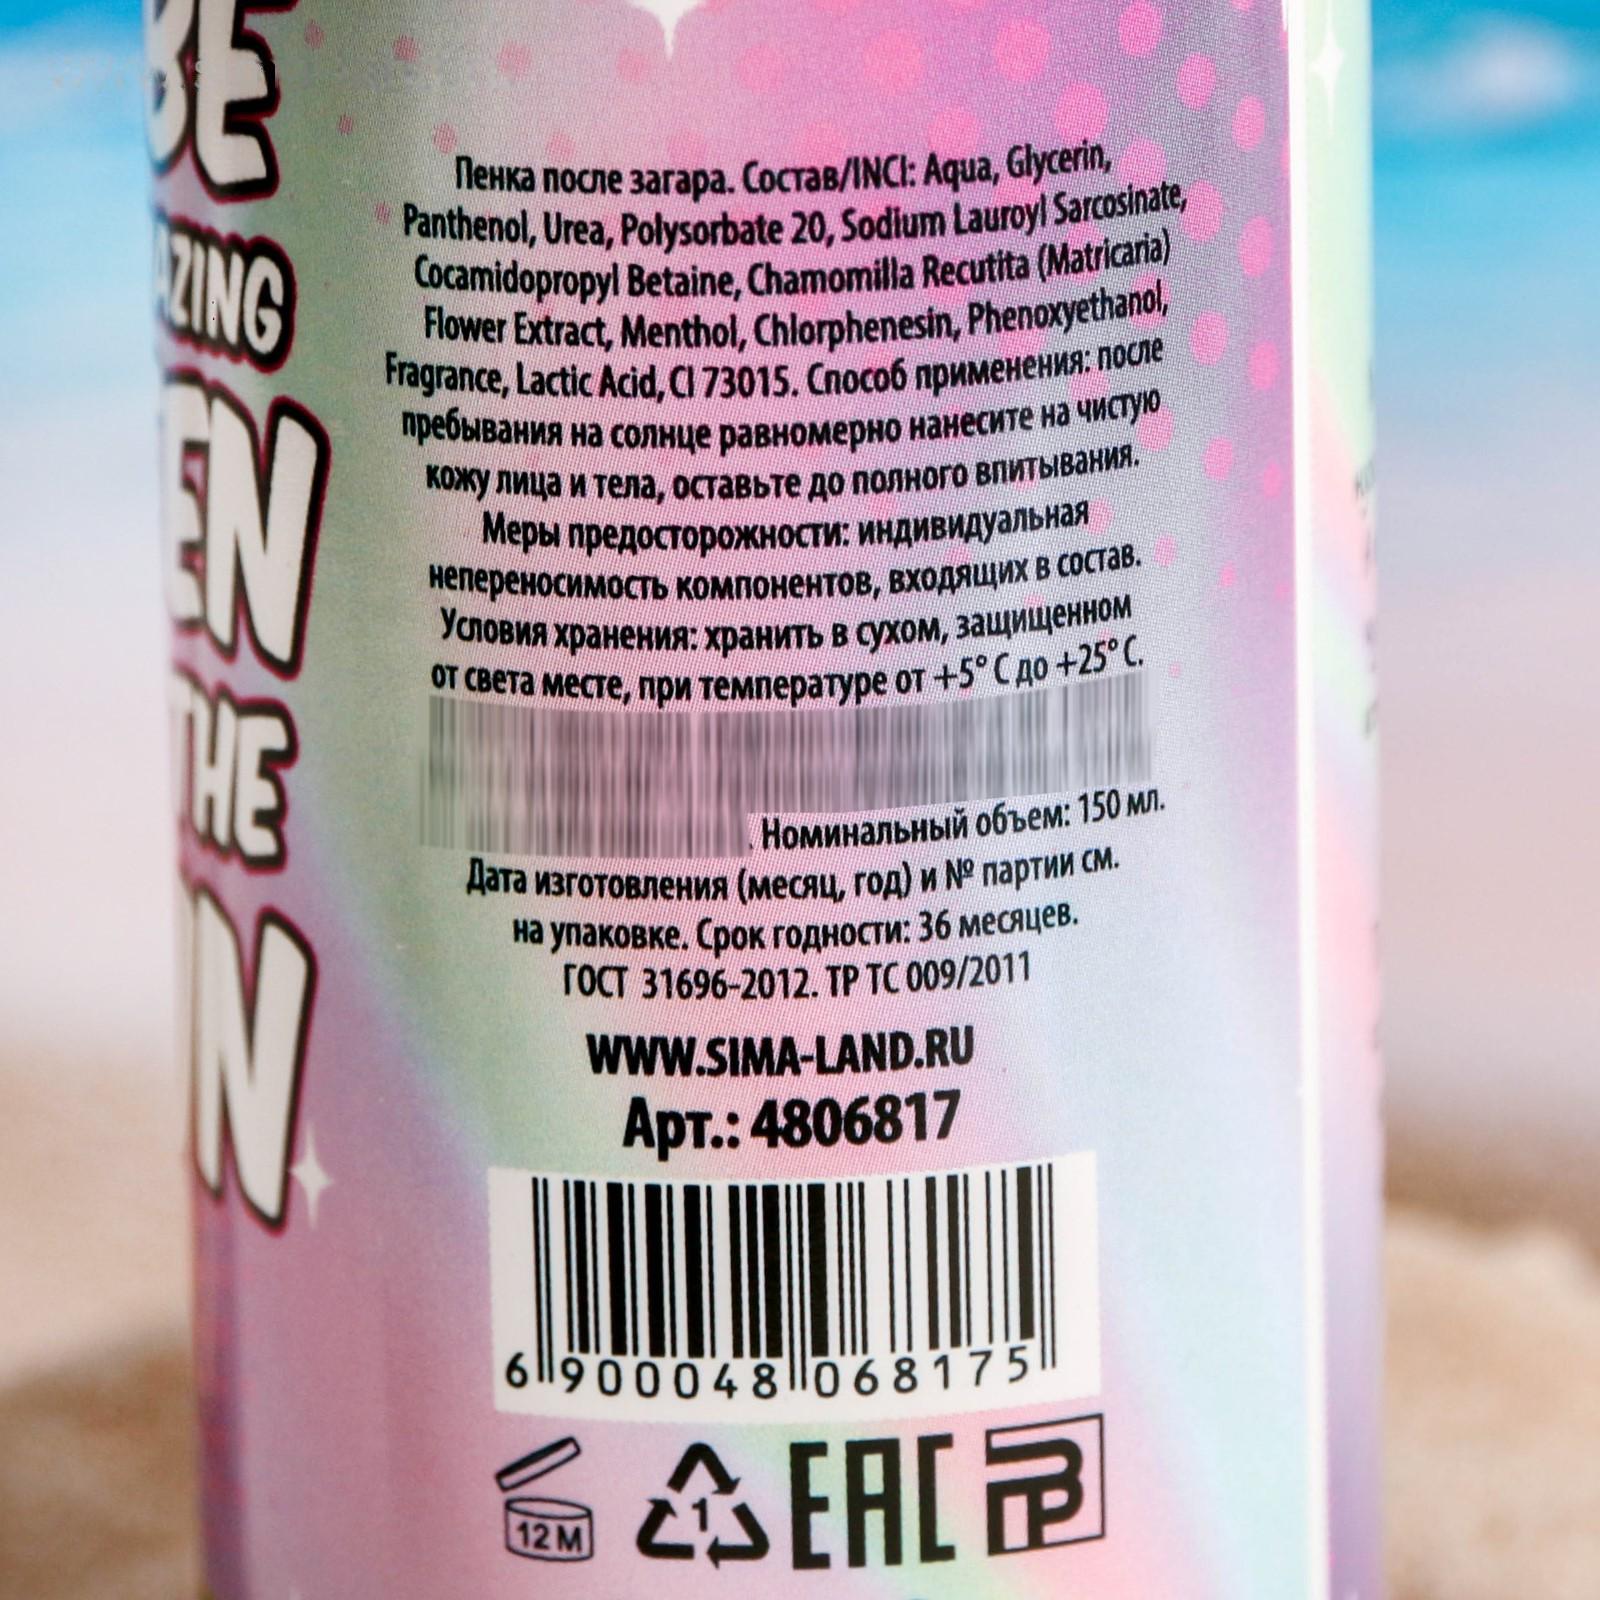 BE
AZING
EN
THE
IN
Пенка после загара. Состав/INCI: Aqua, Glycerin,
Panthenol, Urea, Polysorbate 20, Sodium Lauroyl Sarcosinate,
Cocamidopropyl Betaine, Chamomilla Recutita (Matricaria)
Flower Extract, Menthol, Chlorphenesin, Phenoxyethanol,
Fragrance, Lactic Acid, CI 73015. Способ применения: после
пребывания на солнце равномерно нанесите на чистую
кожу лица и тела, оставьте до полного впитывания.
Меры предосторожности: индивидуальная
непереносимость компонентов, входящих в состав.
Условия хранения: хранить в сухом, защищенном
от света месте, при температуре от +5° С до +25° С.
. Номинальный объем: 150 мл.
Дата изготовления (месяц, год) и № партии см.
на упаковке. Срок годности: 36 месяцев.
ГОСТ 31696-2012. ТР ТС 009/2011
WWW.SIMA-LAND.RU
Арт.: 4806817
6 900048 068175
12 M
1
EAC